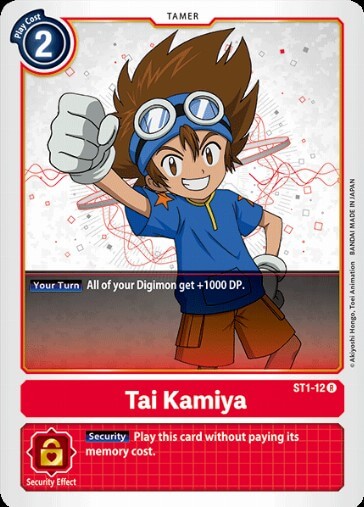 TAMER
Play Cost
2
Your Turn All of your Digimon get +1000 DP.
© Akiyoshi Hongo, Toei Animation BANDAI MADE IN JAPAN
ST1-12 R
Tai Kamiya
Security Play this card without paying its
memory cost.
Security Effect